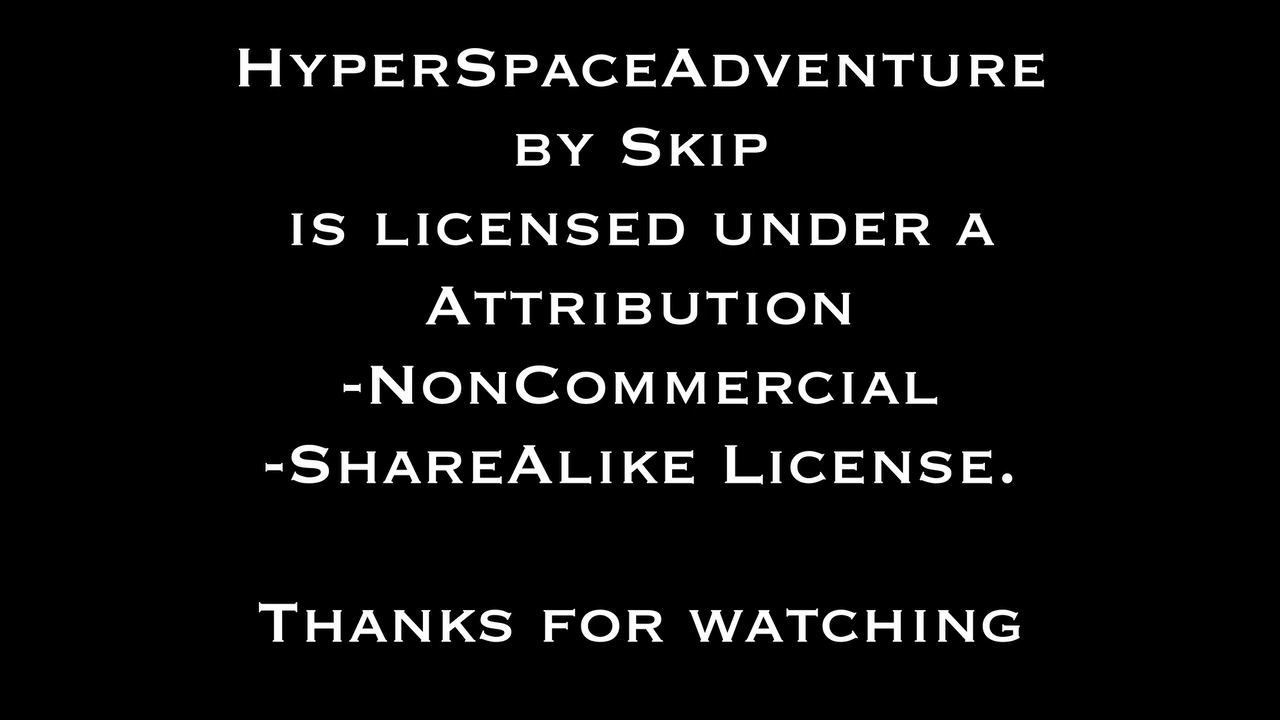 HyperSpaceAdventure
by Skip
is licensed under a
Attribution
-NonCommercial
-ShareAlike License.
Thanks for watching